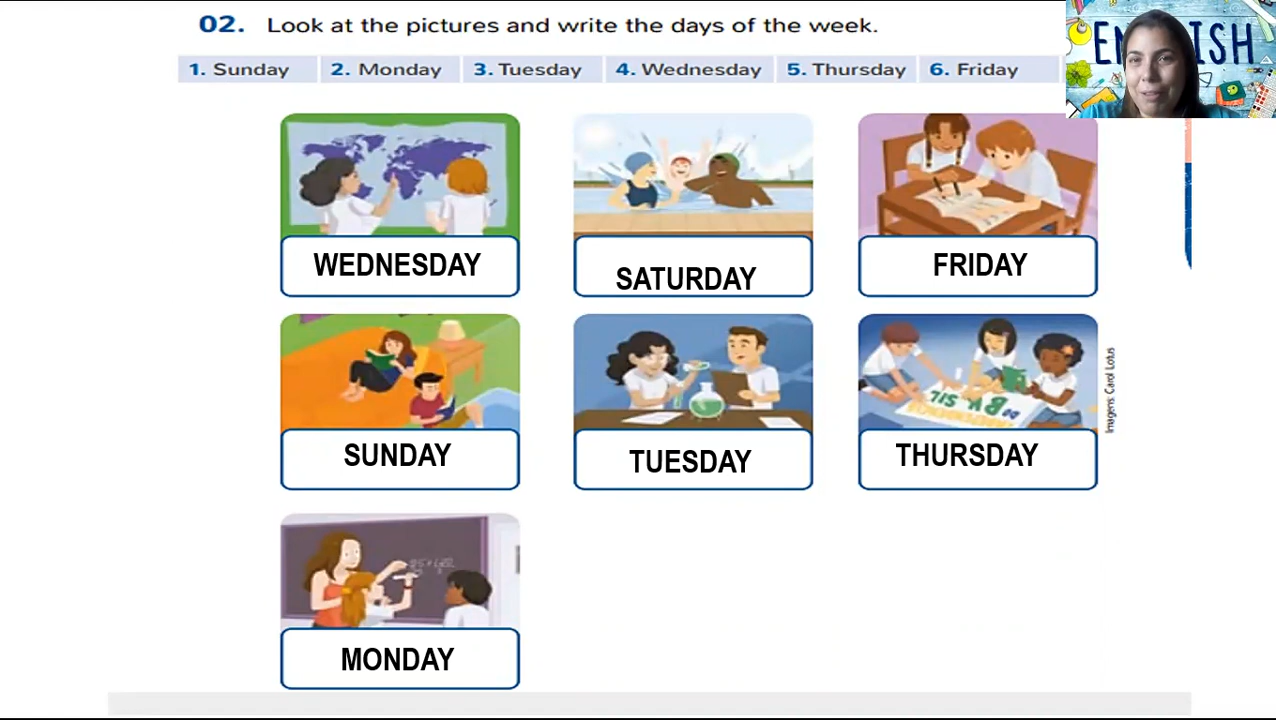 02. Look at the pictures and write the days of the week.
1. Sunday 2. Monday 3. Tuesday 4. Wednesday 5. Thursday 6. Friday
WEDNESDAY
SATURDAY
FRIDAY
SUNDAY
TUESDAY
THURSDAY
MONDAY
Imagens: Carol Lotus